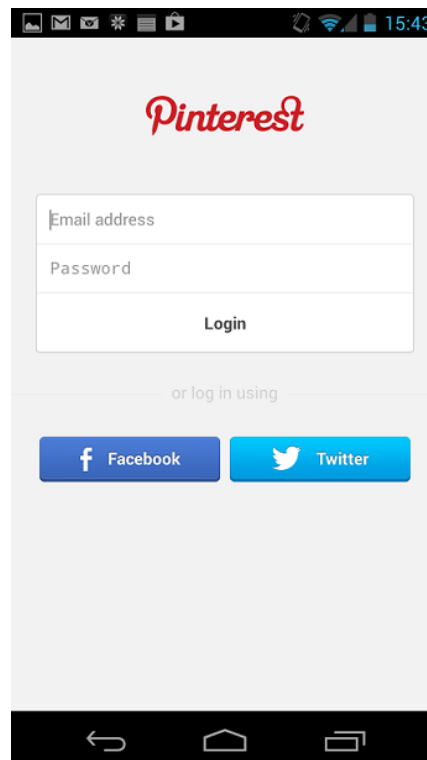 15:43
Pinterest
Email address
Password
Login
or log in using
Facebook
Twitter